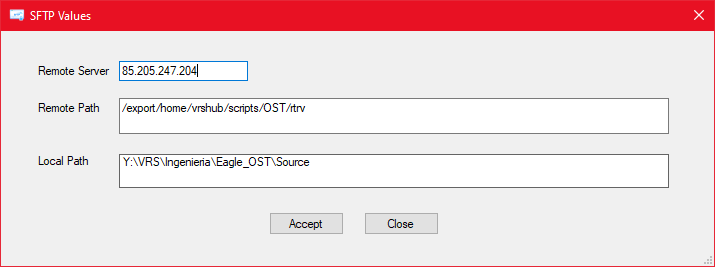 SFTP Values
Remote Server 85.205.247.204
Remote Path /export/home/vrshub/scripts/OST/rtrv
Local Path Y:\VRS\Ingenieria\Eagle_OST\Source
Accept Close